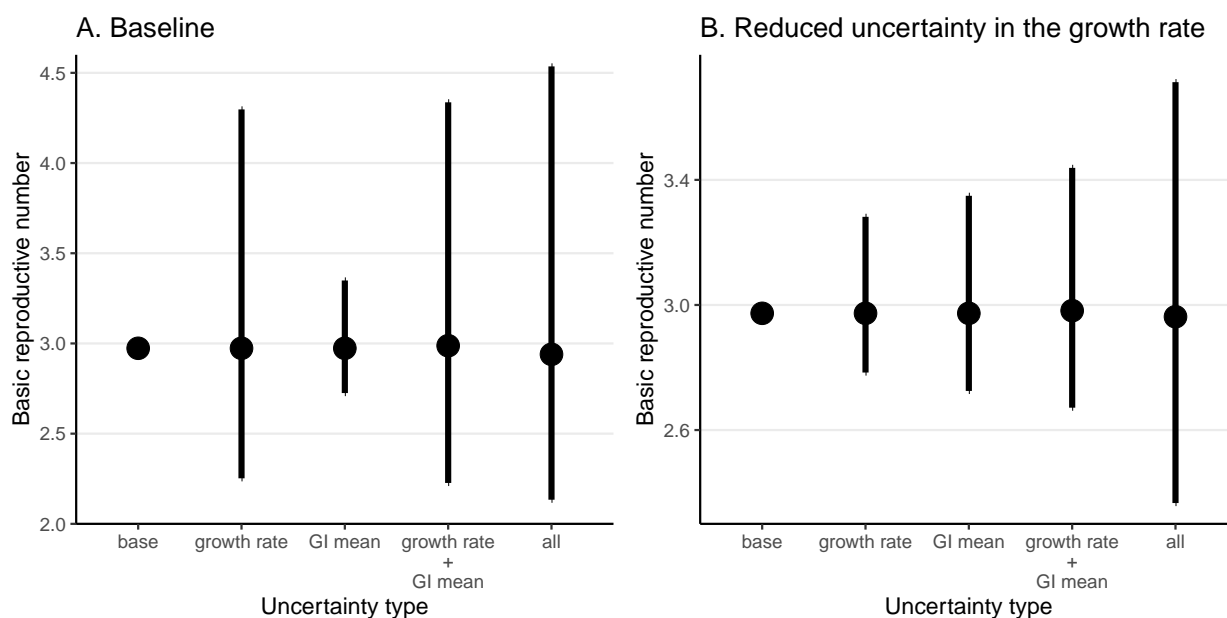 A. Baseline
Basic reproductive number
4.5
4.0
3.5
3.0
2.5
2.0
base
growth rate
GI mean
growth rate
+
GI mean
all
Uncertainty type
B. Reduced uncertainty in the growth rate
Basic reproductive number
3.4
3.0
2.6
base
growth rate
GI mean
growth rate
+
GI mean
all
Uncertainty type